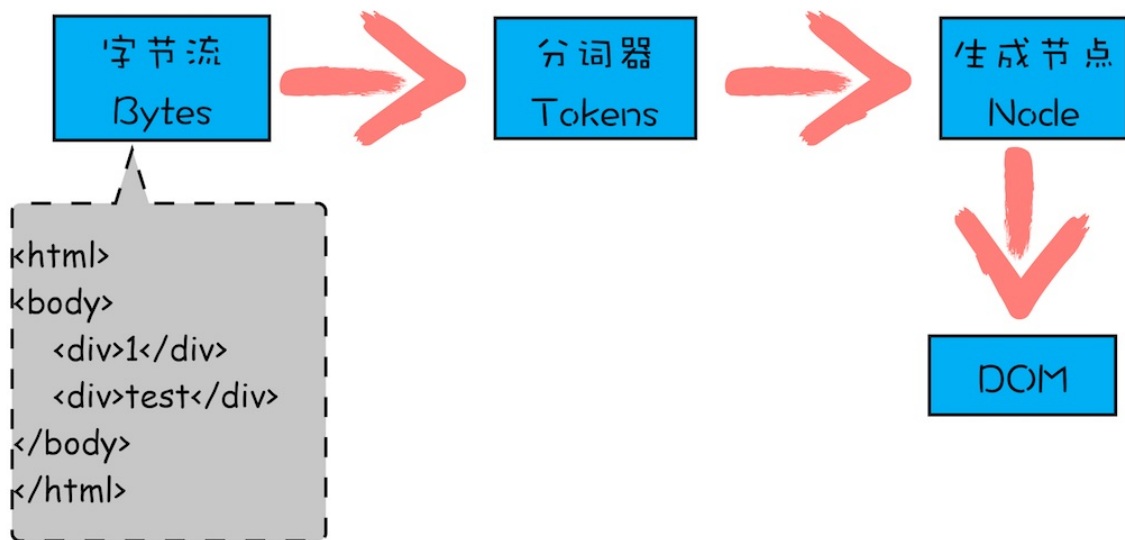 字节流
Bytes
分词器
Tokens
生成节点
Node
DOM
<html>
<body>
<div>1</div>
<div>test</div>
</body>
</html>